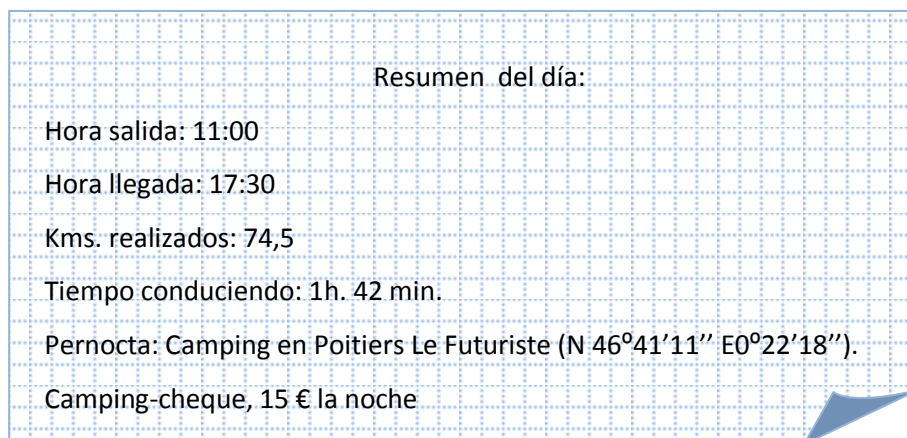 Resumen del día:
Hora salida: 11:00
Hora llegada: 17:30
Kms. realizados: 74,5
Tiempo conduciendo: 1h. 42 min.
Pernocta: Camping en Poitiers Le Futuriste (N 46º41’11’’ E0º22’18’’).
Camping-cheque, 15 € la noche